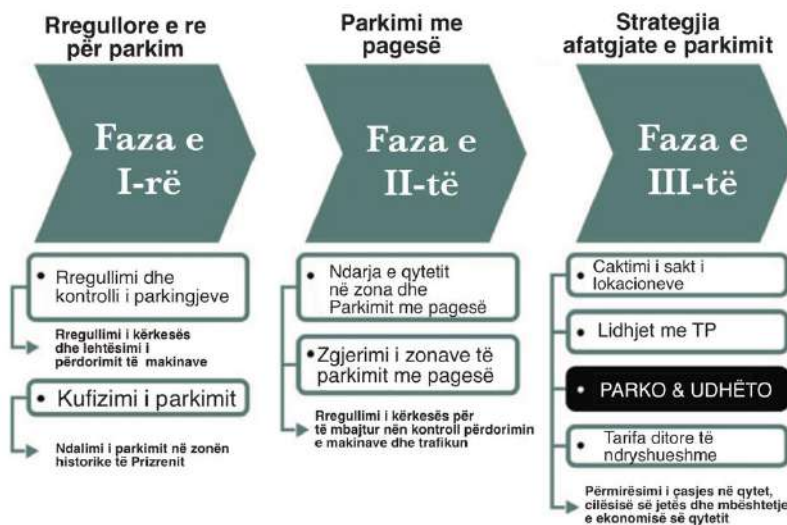 Rregullore e re
për parkim
Faza e
I-rë
• Rregullimi dhe
kontrolli i parkingjeve
Rregullimi i kërkesës
dhe lehtësimi i
përdorimit të makinave
• Kufizimi i parkimit
Ndalimi i parkimit në zonën
historike të Prizrenit
Parkimi me
pagesë
Faza e
II-të
• Ndarja e qytetit
në zona dhe
Parkimit me pagesë
• Zgjerimi i zonave të
parkimit me pagesë
Rregullimi i kërkesës për
të mbajtur nën kontroll përdorimin
e makinave dhe trafikun
Strategjia
afatgjate e parkimit
Faza e
III-të
• Caktimi i sakt i
lokacioneve
• Lidhjet me TP
• PARKO & UDHËTO
• Tarifa ditore të
ndryshueshme
Përmirësimi i çasjes në qytet,
cilësisë së jetës dhe mbështetje
e ekonomisë së qytetit